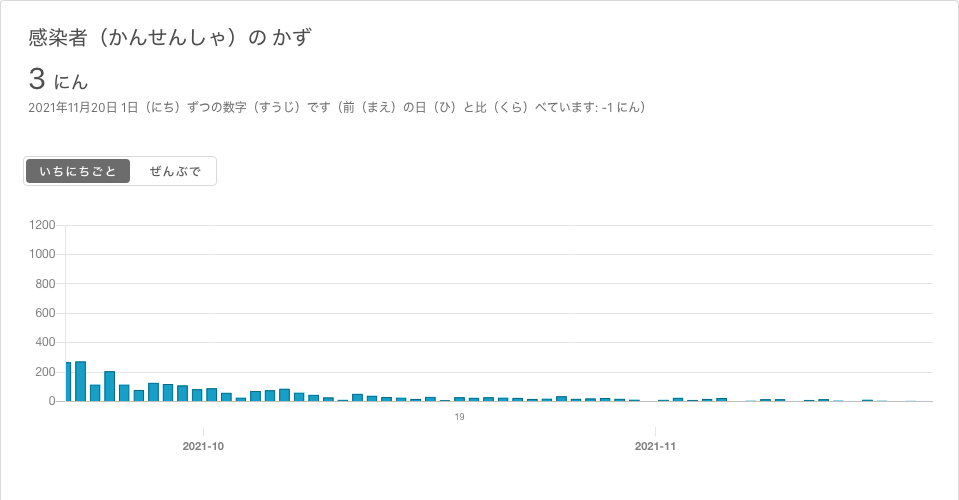 感染者（かんせんしゃ）の かず
3 にん
2021年11月20日 1日（にち）ずつの数字（すうじ）です（前（まえ）の日（ひ）と比（くら）べています: -1 にん）
いちにちごと ぜんぶで
1200
1000
800
600
400
200
0
19
2021-10 2021-11